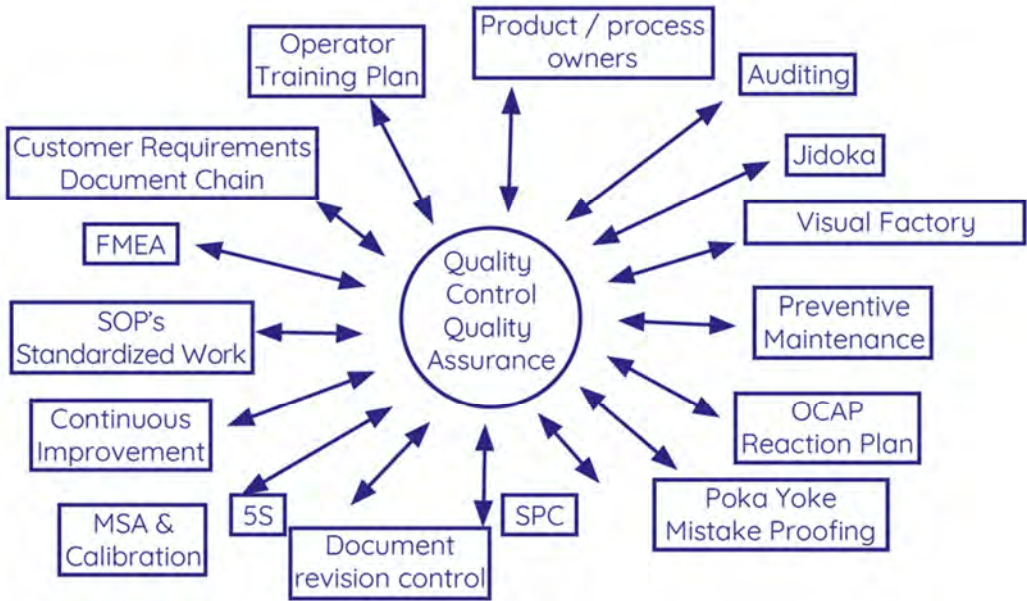 Operator
Training Plan
Product / process
owners
Auditing
Customer Requirements
Document Chain
Jidoka
FMEA
Visual Factory
Quality
Control
Quality
Assurance
SOP's
Standardized Work
Preventive
Maintenance
Continuous
Improvement
OCAP
Reaction Plan
MSA &
Calibration
5S
Document
revision control
SPC
Poka Yoke
Mistake Proofing